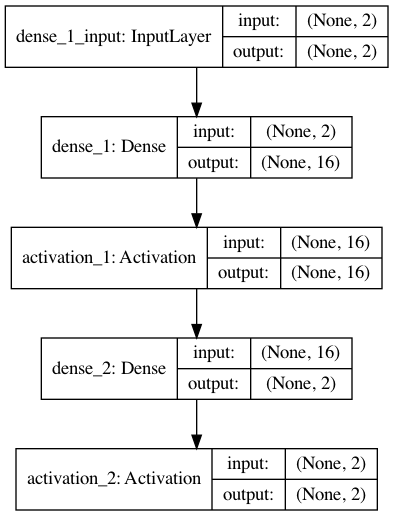 dense_1_input: InputLayer
input: (None, 2)
output: (None, 2)
dense_1: Dense
input: (None, 2)
output: (None, 16)
activation_1: Activation
input: (None, 16)
output: (None, 16)
dense_2: Dense
input: (None, 16)
output: (None, 2)
activation_2: Activation
input: (None, 2)
output: (None, 2)